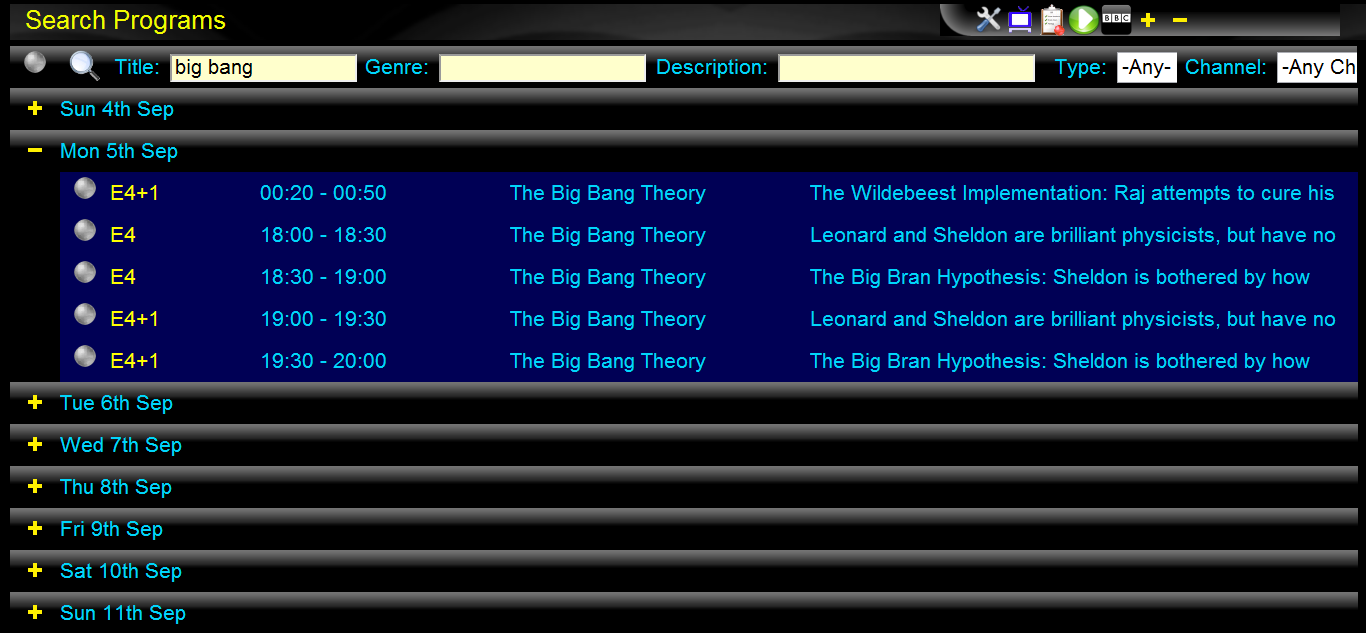 Search Programs BBC
Title: big bang Genre: Description: Type: -Any- Channel: -Any Ch
Sun 4th Sep
Mon 5th Sep
E4+1 00:20 - 00:50 The Big Bang Theory The Wildebeest Implementation: Raj attempts to cure his
E4 18:00 - 18:30 The Big Bang Theory Leonard and Sheldon are brilliant physicists, but have no
E4 18:30 - 19:00 The Big Bang Theory The Big Bran Hypothesis: Sheldon is bothered by how
E4+1 19:00 - 19:30 The Big Bang Theory Leonard and Sheldon are brilliant physicists, but have no
E4+1 19:30 - 20:00 The Big Bang Theory The Big Bran Hypothesis: Sheldon is bothered by how
Tue 6th Sep
Wed 7th Sep
Thu 8th Sep
Fri 9th Sep
Sat 10th Sep
Sun 11th Sep